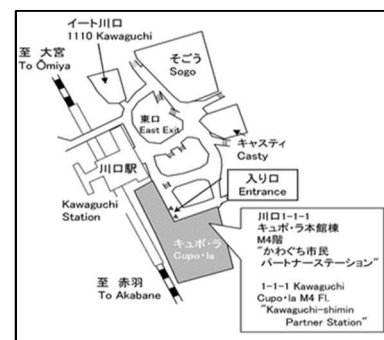 イート川口
1110 Kawaguchi
至 大宮
To Ōmiya
そごう
Sogo
東口
East Exit
キャスティ
Casty
川口駅
Kawaguchi
Station
入り口
Entrance
キュポ・ラ
Cupo・la
至 赤羽
To Akabane
川口1-1-1
キュポ・ラ本館棟
M4階
"かわぐち市民
パートナーステーション"
1-1-1 Kawaguchi
Cupo・la M4 Fl.
"Kawaguchi-shimin
Partner Station"